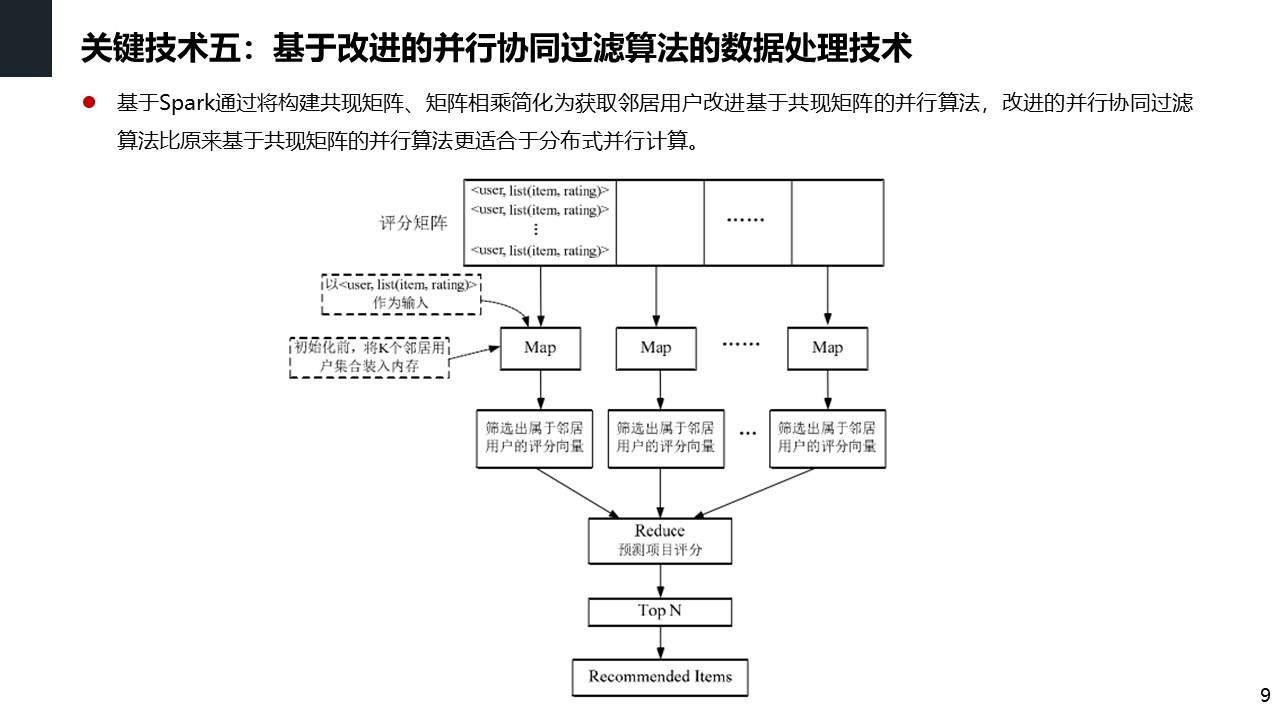 关键技术五：基于改进的并行协同过滤算法的数据处理技术
基于Spark通过将构建共现矩阵、矩阵相乘简化为获取邻居用户改进基于共现矩阵的并行算法，改进的并行协同过滤
算法比原来基于共现矩阵的并行算法更适合于分布式并行计算。
评分矩阵
<user, list(item, rating)>
<user, list(item, rating)>
⋮
<user, list(item, rating)>
……
以<user, list(item, rating)>
作为输入
初始化前，将K个邻居用
户集合装入内存
Map
Map
……
Map
筛选出属于邻居
用户的评分向量
筛选出属于邻居
用户的评分向量
…
筛选出属于邻居
用户的评分向量
Reduce
预测项目评分
Top N
Recommended Items
9